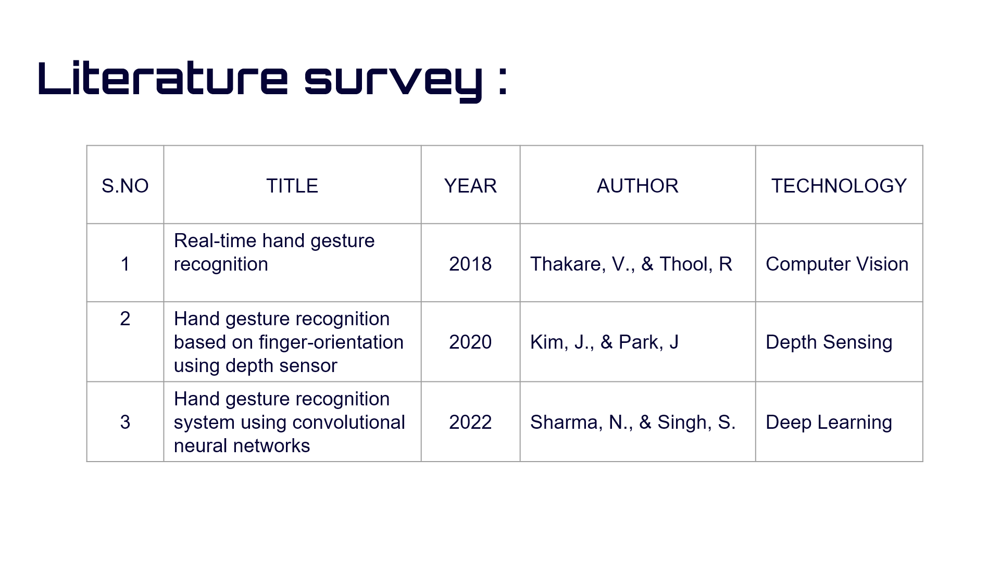 Literature survey :
S.NO TITLE YEAR AUTHOR TECHNOLOGY
1 Real-time hand gesture
recognition 2018 Thakare, V., & Thool, R Computer Vision
2 Hand gesture recognition
based on finger-orientation 2020 Kim, J., & Park, J Depth Sensing
using depth sensor
Hand gesture recognition
3 system using convolutional 2022 Sharma, N., & Singh, S. Deep Learning
neural networks